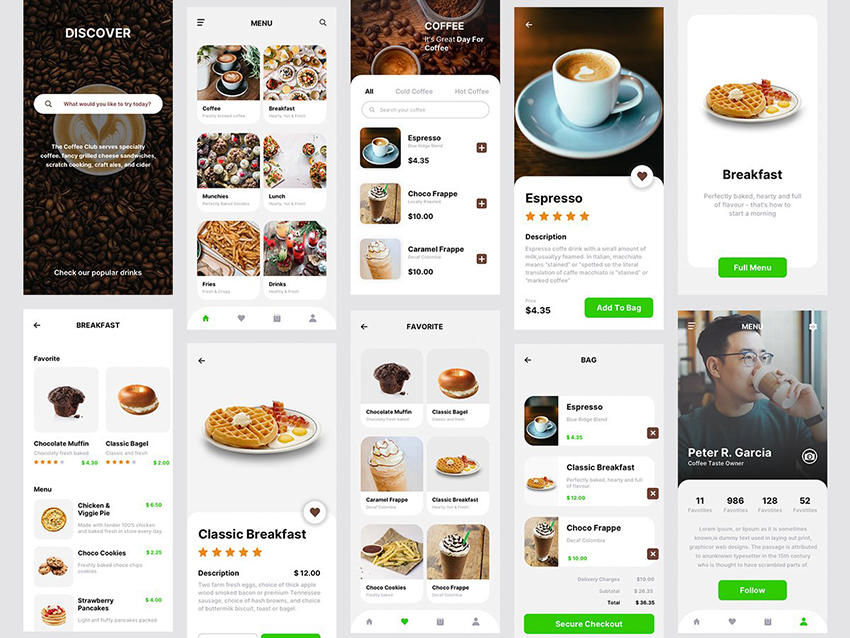 DISCOVER
What would you like to try today?
The Coffee Club serves specialty
coffee, fancy grilled cheese sandwiches,
scratch cooking, craft ales, and cider
Check our popular drinks
MENU
Coffee
Freshly brewed coffee
Breakfast
Hearty, Hot & Fresh
Munchies
Perfectly Baked Goodies
Lunch
Hearty, Hot & Fresh
Fries
Fresh & Crispy
Drinks
Healthy & Fresh
COFFEE
It's Great Day For
Coffee
All
Cold Coffee
Hot Coffee
Search your coffee
Espresso
Blue Ridge Blend
$4.35
Choco Frappe
Locally Roasted
$10.00
Caramel Frappe
Decaf Colombia
$10.00
Espresso
Description
Espresso coffe drink with a small amount of
milk,usualyy foamed. In Italian, macchiato
means "stained" or "spotted so the literal
translation of caffe macchiato is "stained" or
"marked coffee"
Price
$4.35
Add To Bag
Breakfast
Perfectly baked, hearty and full
of flavour - that's how to
start a morning
Full Menu
BREAKFAST
Favorite
Chocolate Muffin
Chocolaty fresh baked
$ 4.30
Classic Bagel
Classic and fresh
$ 2.00
Menu
Chicken &
Viggie Pie
$ 6.50
Made with tender 100% chicken
and baked fresh in store every day.
Choco Cookies
$ 2.25
Freshly baked choco chips
cookies.
Strawberry
Pancakes
$ 4.00
Light anf fluffy pancakes packed
Classic Breakfast
Description
$ 12.00
Two farm fresh eggs, choice of thick apple
wood smoked bacon or premium Tennessee
sausage, choice of hash browns, and choice
of buttermilk biscuit, toast or bagel.
FAVORITE
Chocolate Muffin
Chocolaty fresh baked
Classic Bagel
Classic and fresh
Caramel Frappe
Decaf Colombia
Classic Breakfast
Choco Cookies
Freshly Baked
Choco Frappe
Decaf Colombia
BAG
Espresso
Blue Ridge Blend
$ 4.35
Classic Breakfast
Perfectly baked, hearty and full
of flavour.
$ 12.00
Choco Frappe
Decaf Colombia
$ 10.00
Delivery Charges
$10.00
Subtotal
$ 26.35
Total
$ 36.35
Secure Checkout
MENU
Peter R. Garcia
Coffee Taste Owner
11
986
128
52
Favotites
Favotites
Favotites
Favotites
Lorem ipsum, or lipsum as it is sometimes
known,is dummy text used in laying out print,
graphicor web designs. The passage is attributed
to anunknown typesetter in the 15th century
who is thought to have scrambled parts of.
Follow